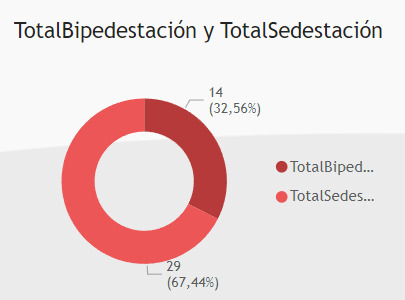 TotalBipedestación y TotalSedestación
14
(32,56%)
TotalBiped...
TotalSedes...
29
(67,44%)